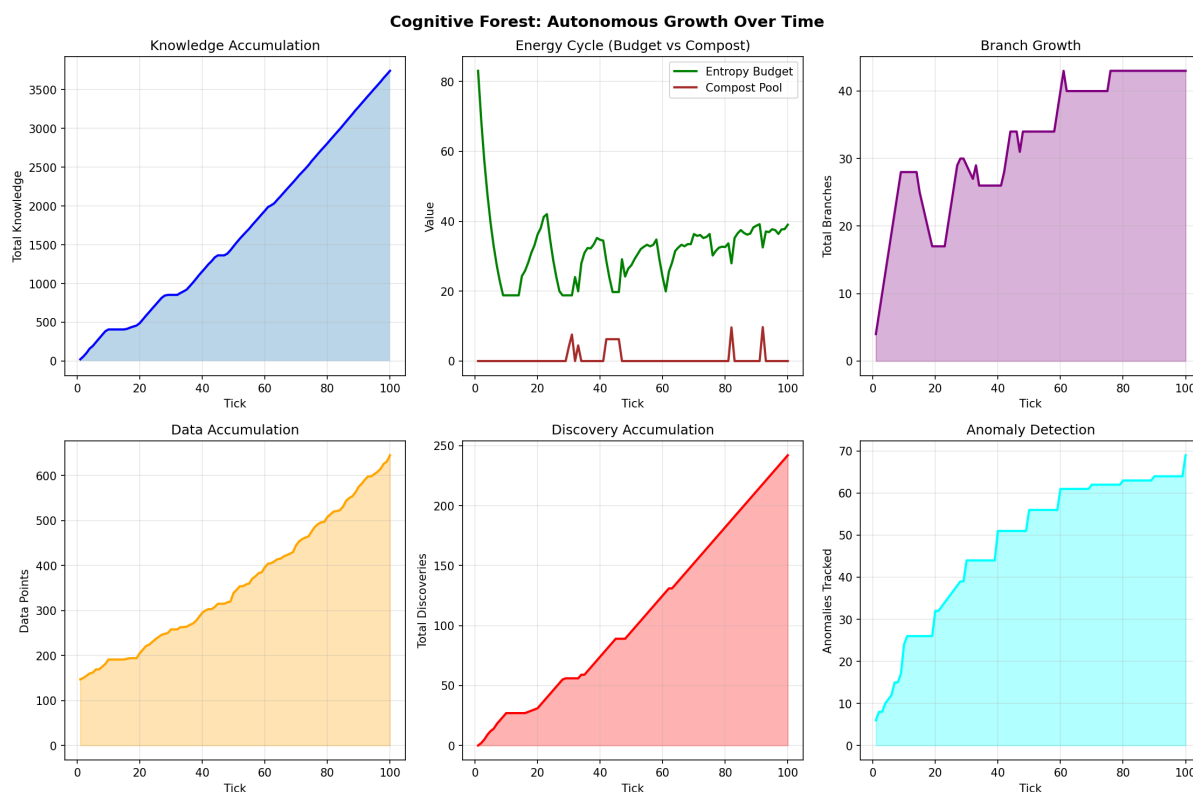 Cognitive Forest: Autonomous Growth Over Time
Knowledge Accumulation
Total Knowledge
3500
3000
2500
2000
1500
1000
500
0
0 20 40 60 80 100
Tick
Energy Cycle (Budget vs Compost)
Entropy Budget
Compost Pool
Value
80
60
40
20
0
0 20 40 60 80 100
Tick
Branch Growth
Total Branches
40
30
20
10
0
0 20 40 60 80 100
Tick
Data Accumulation
Data Points
600
500
400
300
200
100
0
0 20 40 60 80 100
Tick
Discovery Accumulation
Total Discoveries
250
200
150
100
50
0
0 20 40 60 80 100
Tick
Anomaly Detection
Anomalies Tracked
70
60
50
40
30
20
10
0
0 20 40 60 80 100
Tick